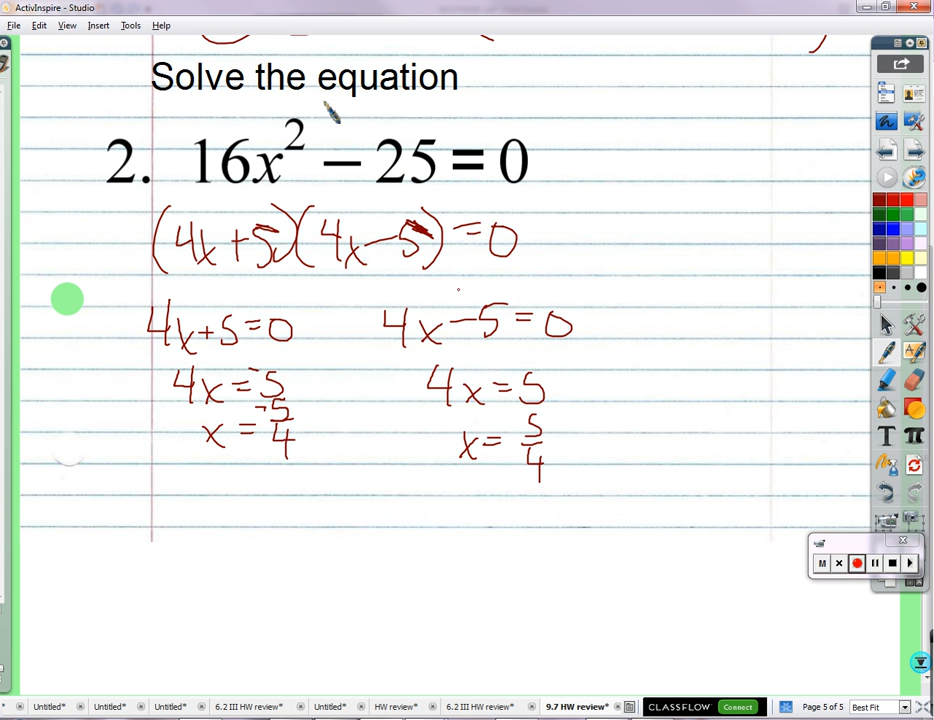 ActivInspire - Studio
File Edit View Insert Tools Help
Solve the equation
2. 16x² − 25 = 0
(4x+5)(4x−5) = 0
4x+5=0 4x−5=0
4x = -5 4x = 5
x = -5/4 x = 5/4
M
Untitled* Untitled* Untitled* 6.2 III HW review* Untitled* HW review* 6.2 III HW review* 9.7 HW review* CLASSFLOW Connect Page 5 of 5 Best Fit